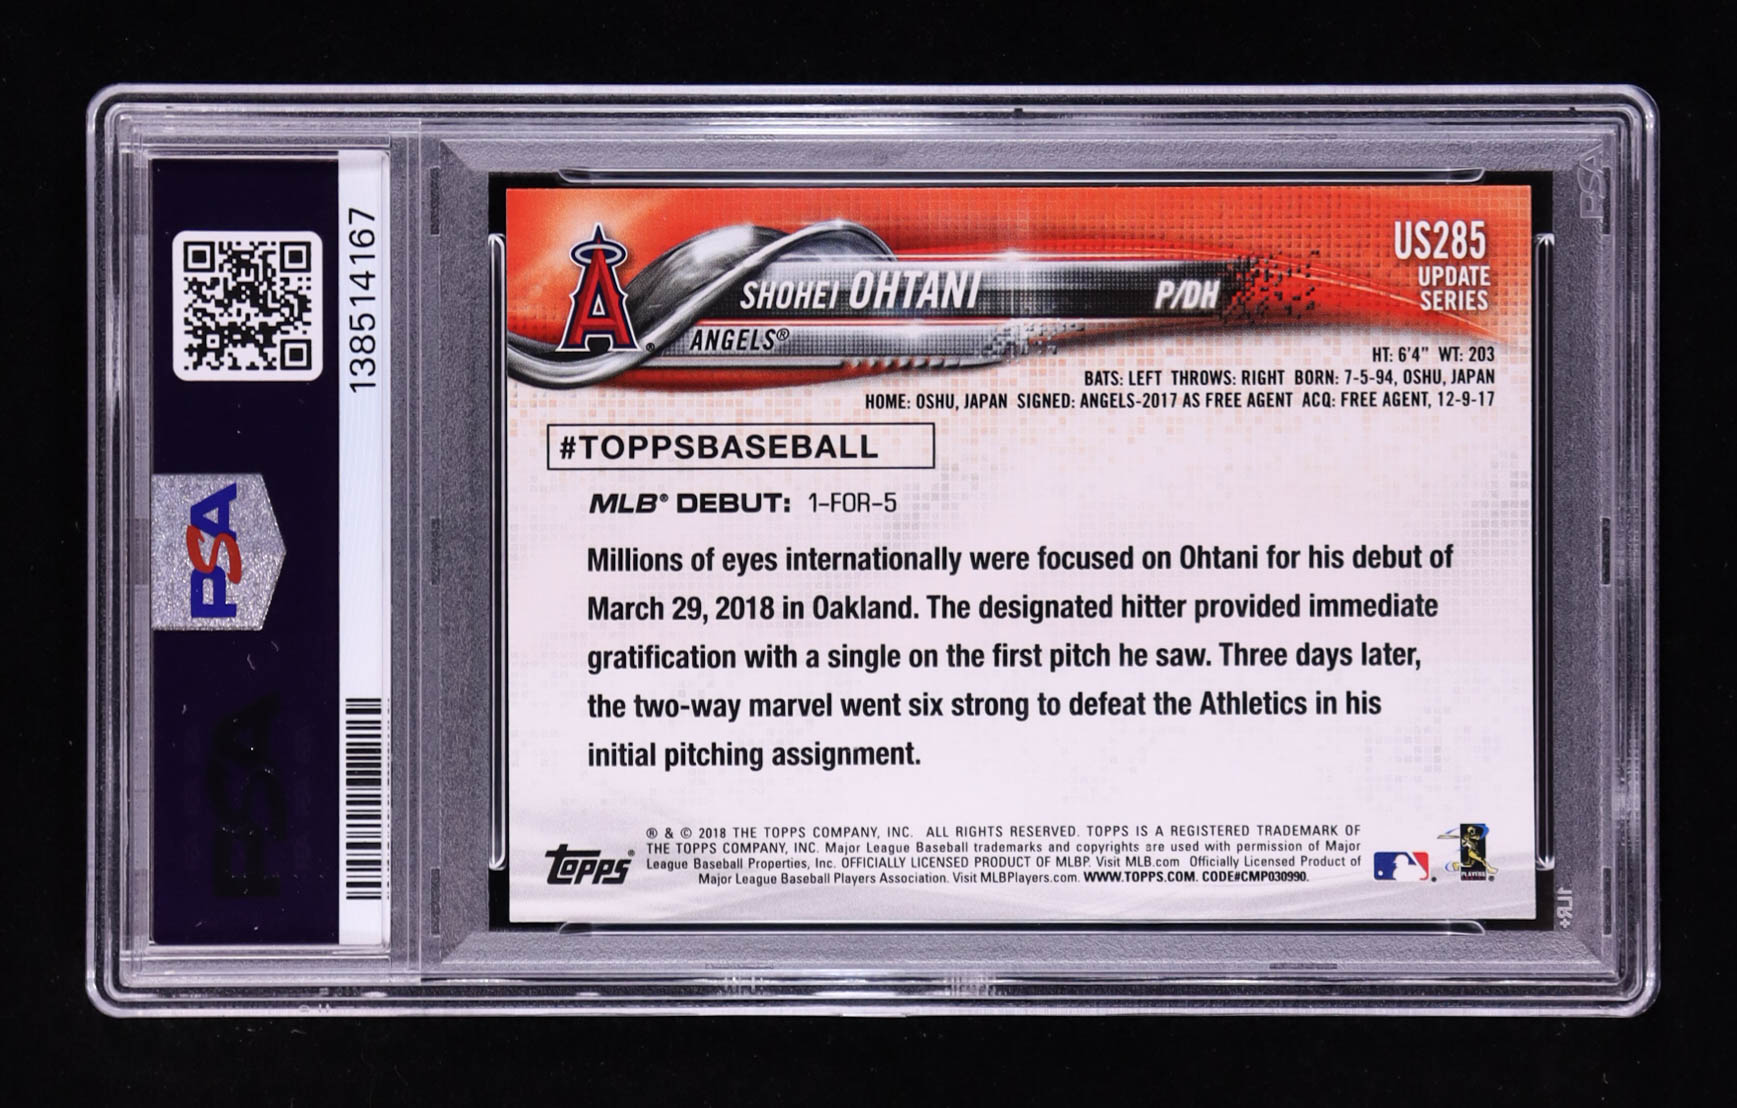 138514167
PSA
PSA
SHOHEI OHTANI
P/DH
ANGELS®
US285
UPDATE
SERIES
HT: 6'4" WT: 203
BATS: LEFT THROWS: RIGHT BORN: 7-5-94, OSHU, JAPAN
HOME: OSHU, JAPAN SIGNED: ANGELS-2017 AS FREE AGENT ACQ: FREE AGENT, 12-9-17
#TOPPSBASEBALL
MLB® DEBUT: 1-FOR-5
Millions of eyes internationally were focused on Ohtani for his debut of
March 29, 2018 in Oakland. The designated hitter provided immediate
gratification with a single on the first pitch he saw. Three days later,
the two-way marvel went six strong to defeat the Athletics in his
initial pitching assignment.
topps®
® & © 2018 THE TOPPS COMPANY, INC. ALL RIGHTS RESERVED. TOPPS IS A REGISTERED TRADEMARK OF
THE TOPPS COMPANY, INC. Major League Baseball trademarks and copyrights are used with permission of Major
League Baseball Properties, Inc. OFFICIALLY LICENSED PRODUCT OF MLBP. Visit MLB.com Officially Licensed Product of
Major League Baseball Players Association. Visit MLBPlayers.com. WWW.TOPPS.COM. CODE#CMP030990.
PLAYERS
PSA
1LR+